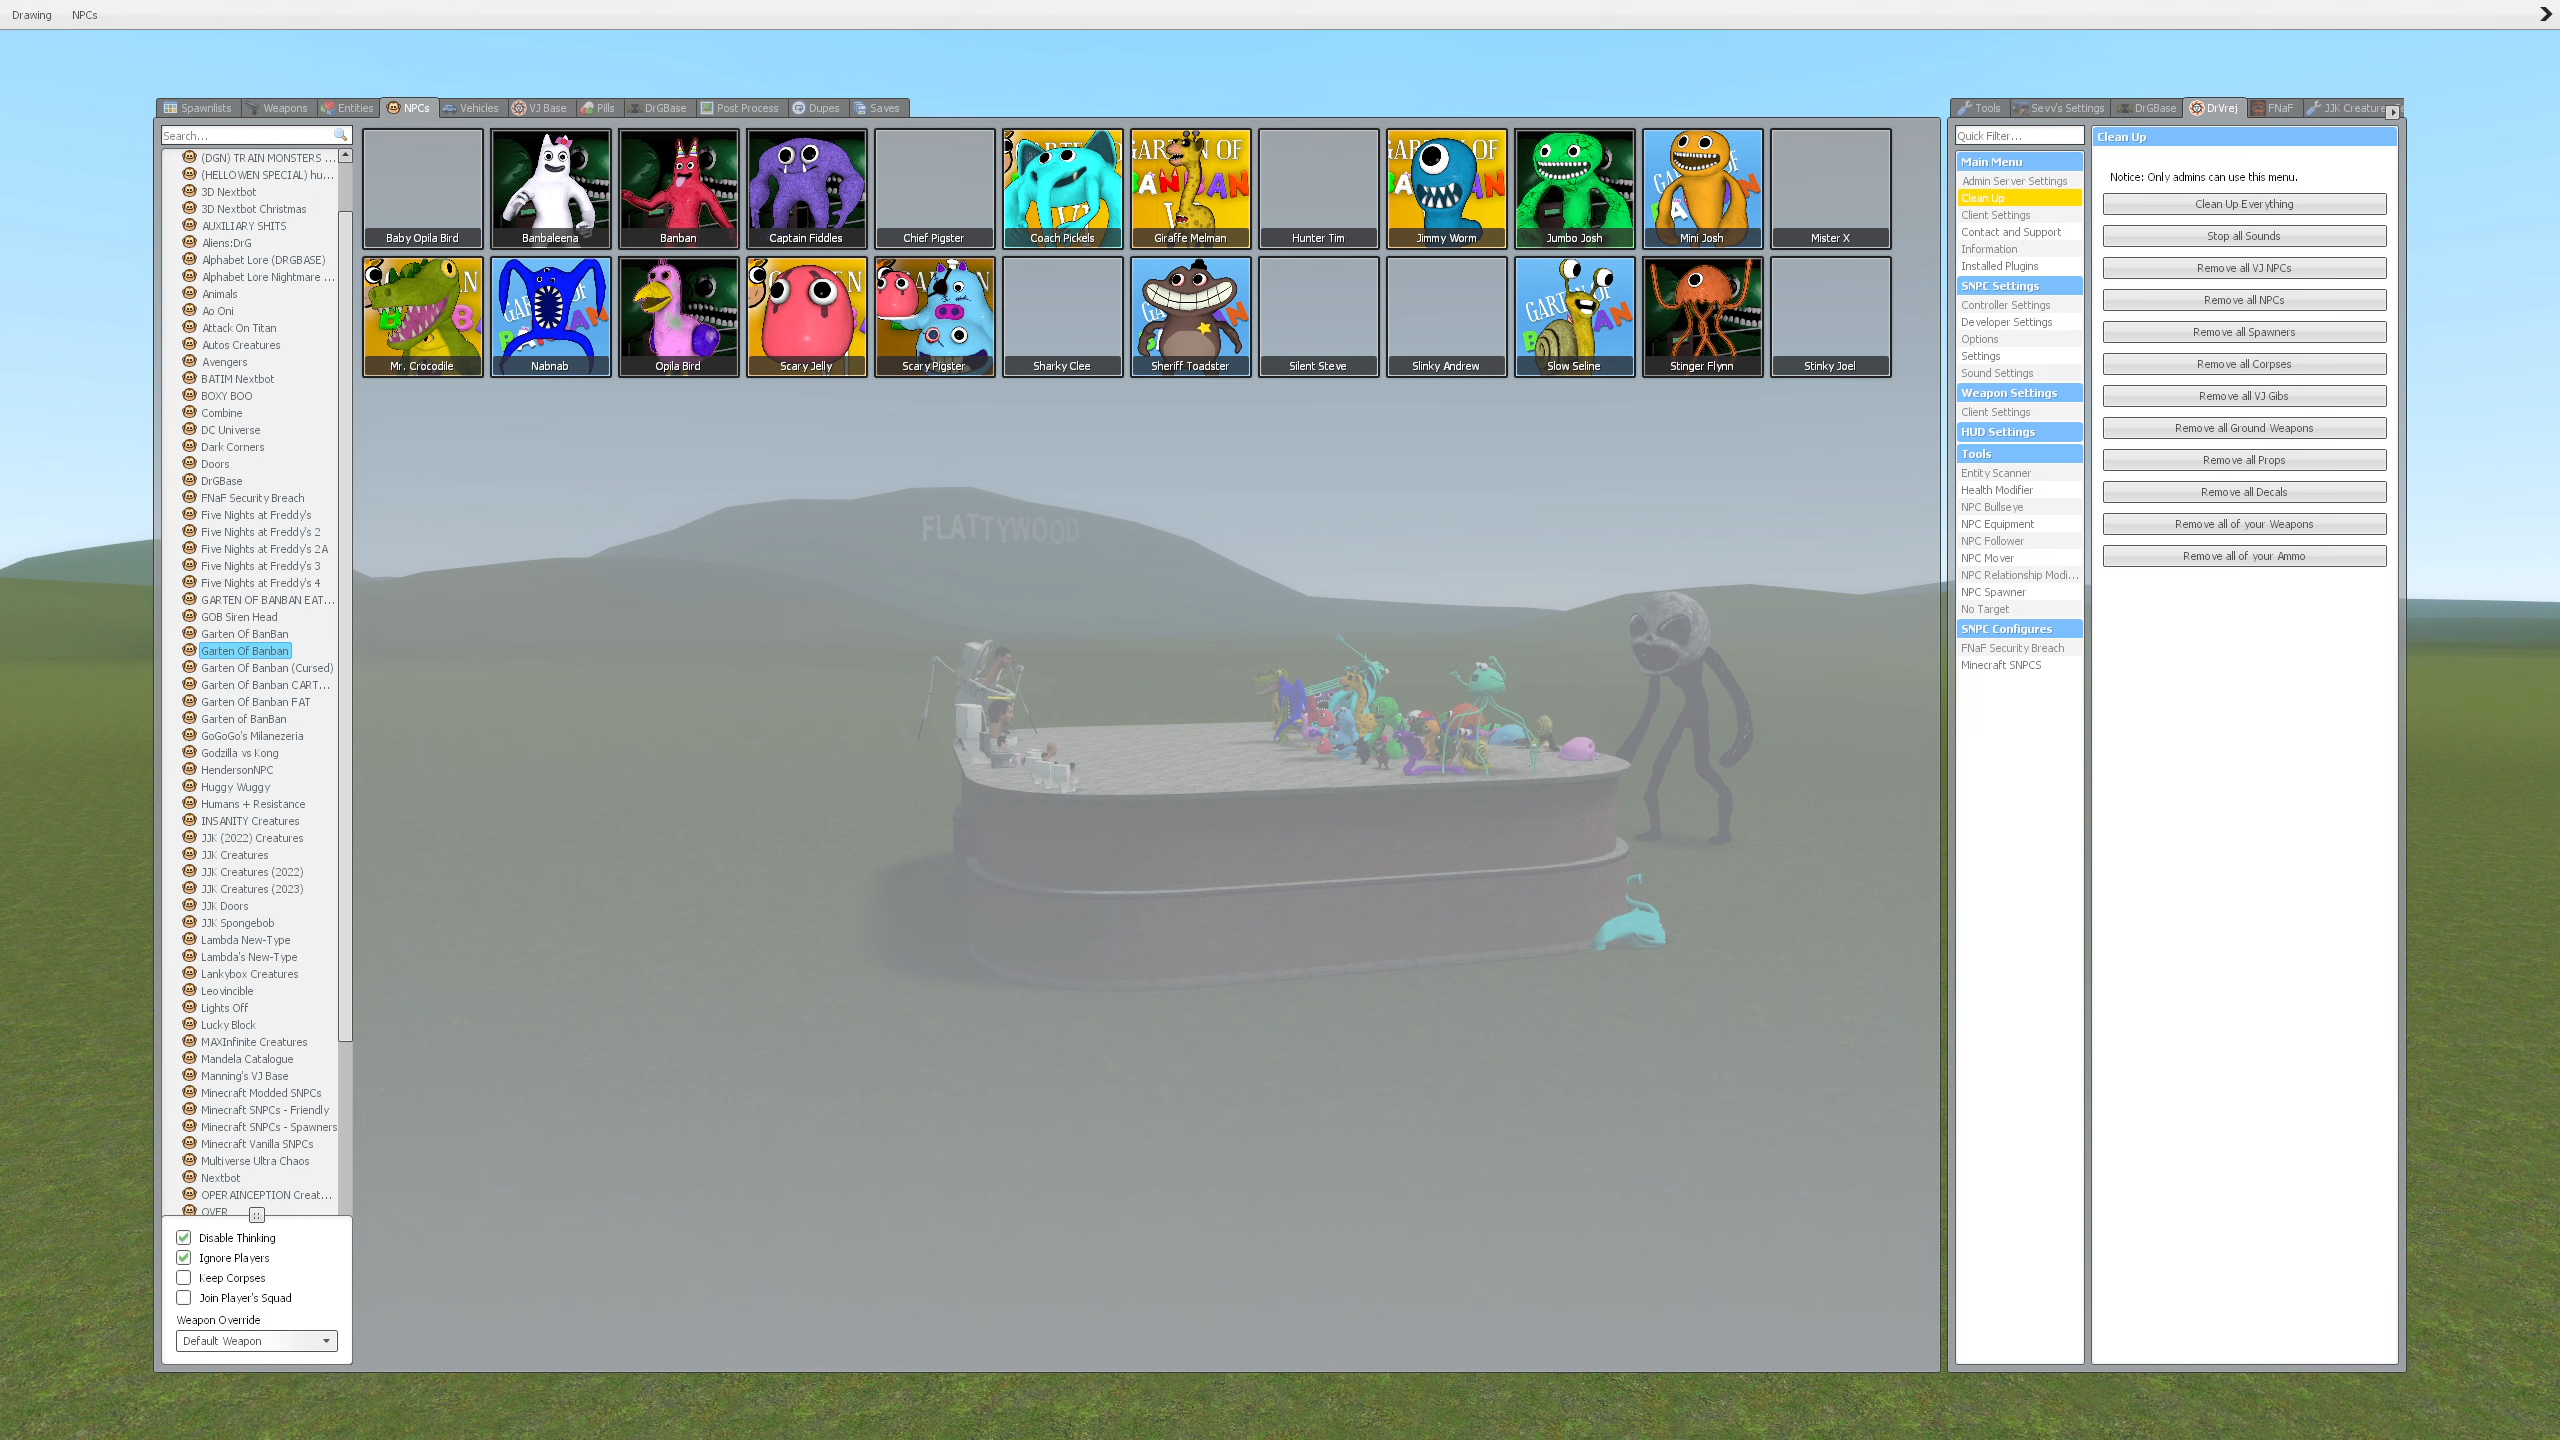 Drawing NPCs
Spawnlists Weapons Entities NPCs Vehicles VJ Base Pills DrGBase Post Process Dupes Saves
Search...
(DGN) TRAIN MONSTERS ...
(HELLOWEN SPECIAL) hu...
3D Nextbot
3D Nextbot Christmas
AUXILIARY SHITS
Aliens:DrG
Alphabet Lore (DRGBASE)
Alphabet Lore Nightmare ...
Animals
Ao Oni
Attack On Titan
Autos Creatures
Avengers
BATIM Nextbot
BOXY BOO
Combine
DC Universe
Dark Corners
Doors
DrGBase
FNaF Security Breach
Five Nights at Freddy's
Five Nights at Freddy's 2
Five Nights at Freddy's 2A
Five Nights at Freddy's 3
Five Nights at Freddy's 4
GARTEN OF BANBAN EAT...
GOB Siren Head
Garten Of BanBan
Garten Of Banban
Garten Of Banban (Cursed)
Garten Of Banban CART...
Garten Of Banban FAT
Garten of BanBan
GoGoGo's Milanezeria
Godzilla vs Kong
HendersonNPC
Huggy Wuggy
Humans + Resistance
INSANITY Creatures
JJK (2022) Creatures
JJK Creatures
JJK Creatures (2022)
JJK Creatures (2023)
JJK Doors
JJK Spongebob
Lambda New-Type
Lambda's New-Type
Lankybox Creatures
Leovincible
Lights Off
Lucky Block
MAXInfinite Creatures
Mandela Catalogue
Manning's VJ Base
Minecraft Modded SNPCs
Minecraft SNPCs - Friendly
Minecraft SNPCs - Spawners
Minecraft Vanilla SNPCs
Multiverse Ultra Chaos
Nextbot
OPERAINCEPTION Creat...
OVER
Disable Thinking
Ignore Players
Keep Corpses
Join Player's Squad
Weapon Override
Default Weapon
Baby Opila Bird Banbaleena Banban Captain Fiddles Chief Pigster Coach Pickels Giraffe Melman Hunter Tim Jimmy Worm Jumbo Josh Mini Josh Mister X
Mr. Crocodile Nabnab Opila Bird Scary Jelly Scary Pigster Sharky Clee Sheriff Toadster Silent Steve Slinky Andrew Slow Seline Stinger Flynn Stinky Joel
FLATTYWOOD
Tools Sevv's Settings DrGBase DrVrej FNaF JJK Creature
Quick Filter...
Main Menu
Admin Server Settings
Clean Up
Client Settings
Contact and Support
Information
Installed Plugins
SNPC Settings
Controller Settings
Developer Settings
Options
Settings
Sound Settings
Weapon Settings
Client Settings
HUD Settings
Tools
Entity Scanner
Health Modifier
NPC Bullseye
NPC Equipment
NPC Follower
NPC Mover
NPC Relationship Modi...
NPC Spawner
No Target
SNPC Configures
FNaF Security Breach
Minecraft SNPCS
Clean Up
Notice: Only admins can use this menu.
Clean Up Everything
Stop all Sounds
Remove all VJ NPCs
Remove all NPCs
Remove all Spawners
Remove all Corpses
Remove all VJ Gibs
Remove all Ground Weapons
Remove all Props
Remove all Decals
Remove all of your Weapons
Remove all of your Ammo